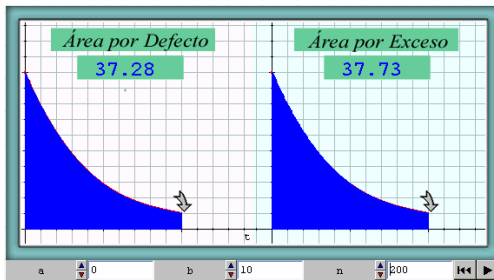 Área por Defecto
37.28
Área por Exceso
37.73
t
a 0 b 10 n 200